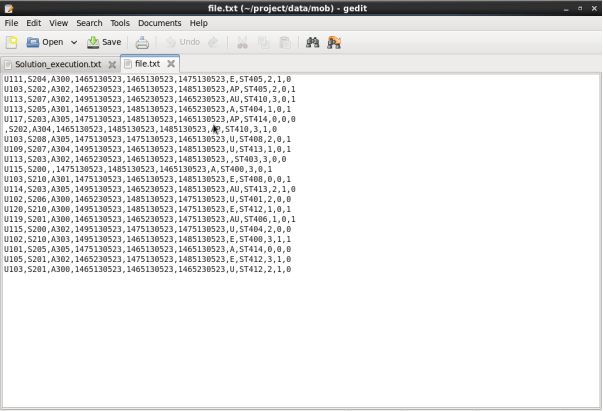 file.txt (~/project/data/mob) - gedit
File Edit View Search Tools Documents Help
Open Save Undo
Solution_execution.txt file.txt
U111,S204,A300,1465130523,1465130523,1475130523,E,ST405,2,1,0
U103,S202,A302,1465230523,1465130523,1485130523,AP,ST405,2,0,1
U113,S207,A302,1465130523,1465130523,1465230523,AU,ST410,3,0,1
U113,S205,A301,1465130523,1485130523,1465230523,A,ST404,1,0,1
U117,S203,A305,1475130523,1485130523,1465130523,AP,ST414,0,0,0
,S202,A304,1465130523,1485130523,1485130523,AP,ST410,3,1,0
U103,S208,A305,1475130523,1475130523,1465130523,U,ST408,2,0,1
U109,S207,A304,1495130523,1465130523,1485130523,U,ST413,1,0,1
U113,S203,A302,1465230523,1465130523,1485130523,,ST403,3,0,0
U115,S200,,1475130523,1485130523,1465130523,A,ST400,3,0,1
U103,S210,A301,1475130523,1465130523,1485130523,E,ST408,0,0,1
U114,S203,A305,1495130523,1465130523,1465230523,AU,ST413,2,1,0
U102,S206,A300,1465230523,1485130523,1475130523,U,ST401,2,0,0
U120,S210,A300,1495130523,1495130523,1485130523,E,ST412,1,0,1
U119,S201,A300,1495130523,1465230523,1475130523,AU,ST406,1,0,1
U115,S200,A302,1495130523,1465130523,1475130523,U,ST404,2,0,0
U102,S210,A303,1495130523,1465130523,1485130523,E,ST400,3,1,1
U101,S205,A305,1475130523,1475130523,1465130523,A,ST414,0,0,0
U105,S201,A302,1465230523,1485130523,1485130523,E,ST412,3,1,0
U103,S201,A300,1465130523,1465130523,1465230523,U,ST412,2,1,0